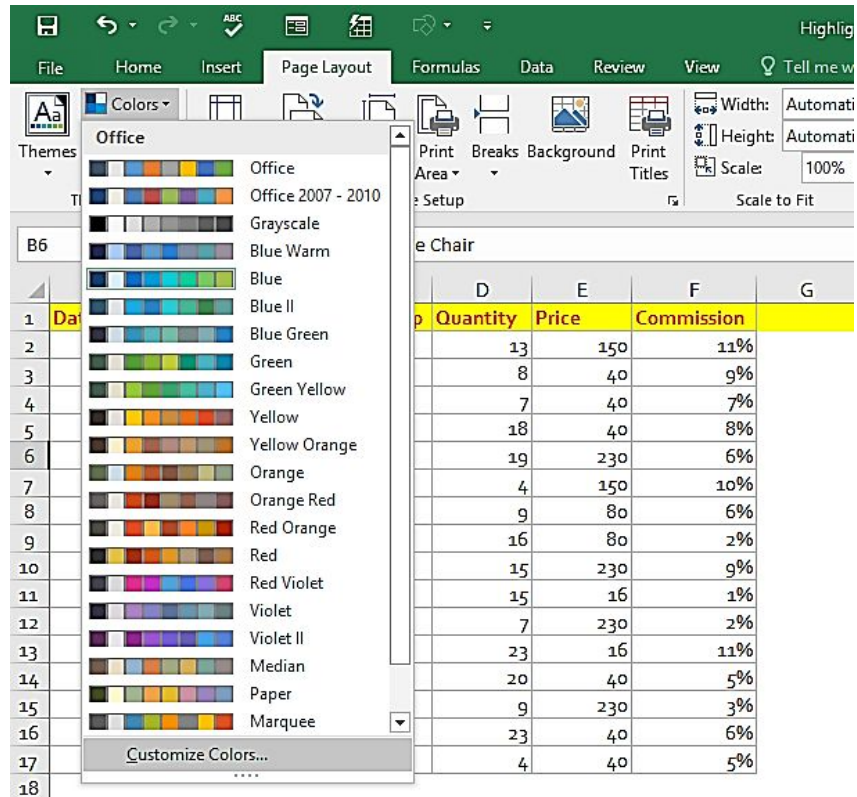 ABC
Highlig
File Home Insert Page Layout Formulas Data Review View Tell me w
Aa Colors Width: Automati
Themes Print Area Breaks Background Print Titles Height: Automati
Scale: 100%
e Setup Scale to Fit
B6 e Chair
Office
Office
Office 2007 - 2010
Grayscale
Blue Warm
Blue
Blue II
Blue Green
Green
Green Yellow
Yellow
Yellow Orange
Orange
Orange Red
Red Orange
Red
Red Violet
Violet
Violet II
Median
Paper
Marquee
Customize Colors...
D E F G
1 Dat p Quantity Price Commission
2 13 150 11%
3 8 40 9%
4 7 40 7%
5 18 40 8%
6 19 230 6%
7 4 150 10%
8 9 80 6%
9 16 80 2%
10 15 230 9%
11 15 16 1%
12 7 230 2%
13 23 16 11%
14 20 40 5%
15 9 230 3%
16 23 40 6%
17 4 40 5%
18